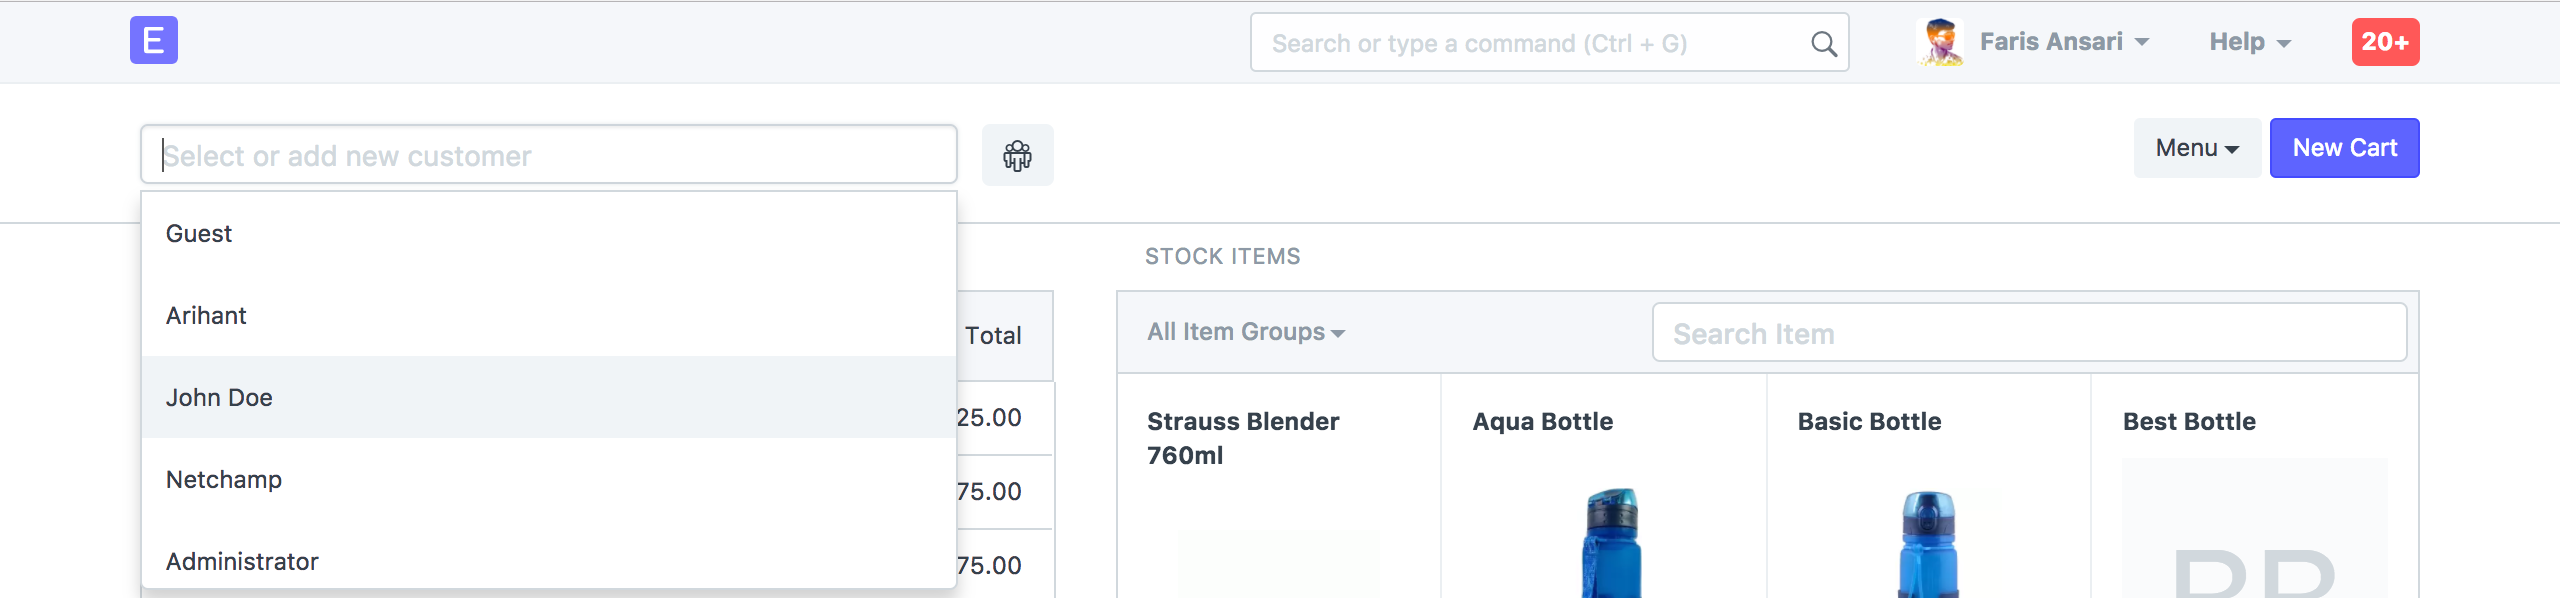 E
Search or type a command (Ctrl + G)
Faris Ansari
Help
20+
Select or add new customer
Menu
New Cart
Guest
Arihant
John Doe
Netchamp
Administrator
Total
25.00
75.00
75.00
STOCK ITEMS
All Item Groups
Search Item
Strauss Blender
760ml
Aqua Bottle
Basic Bottle
Best Bottle
BB